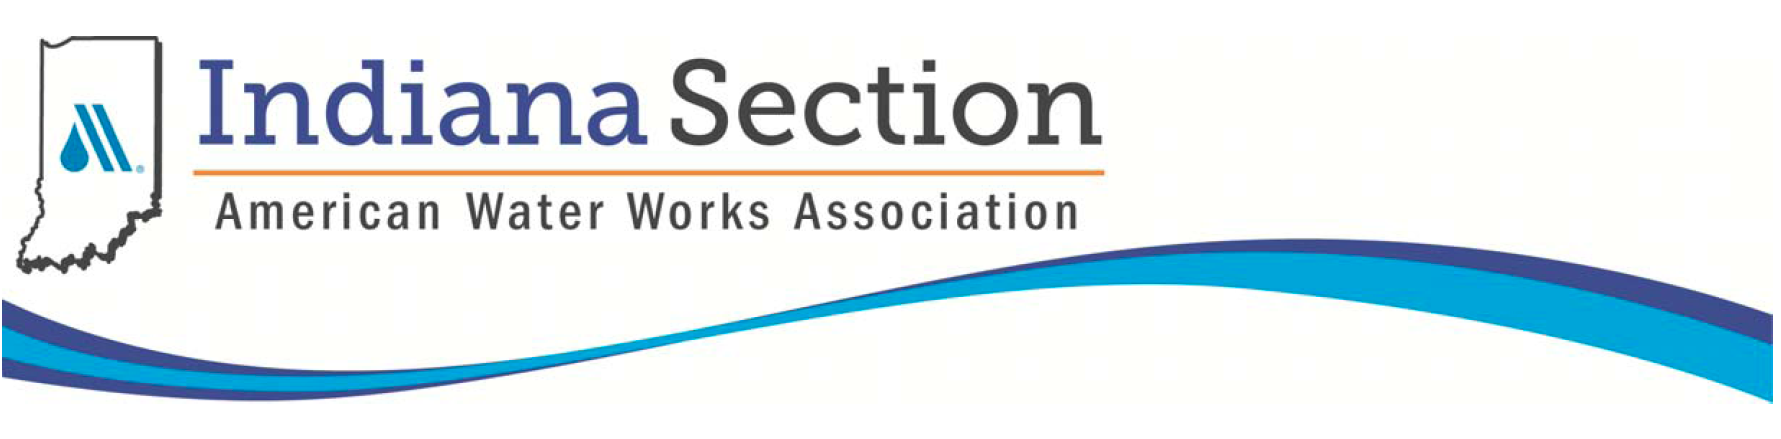 Indiana Section
American Water Works Association
®